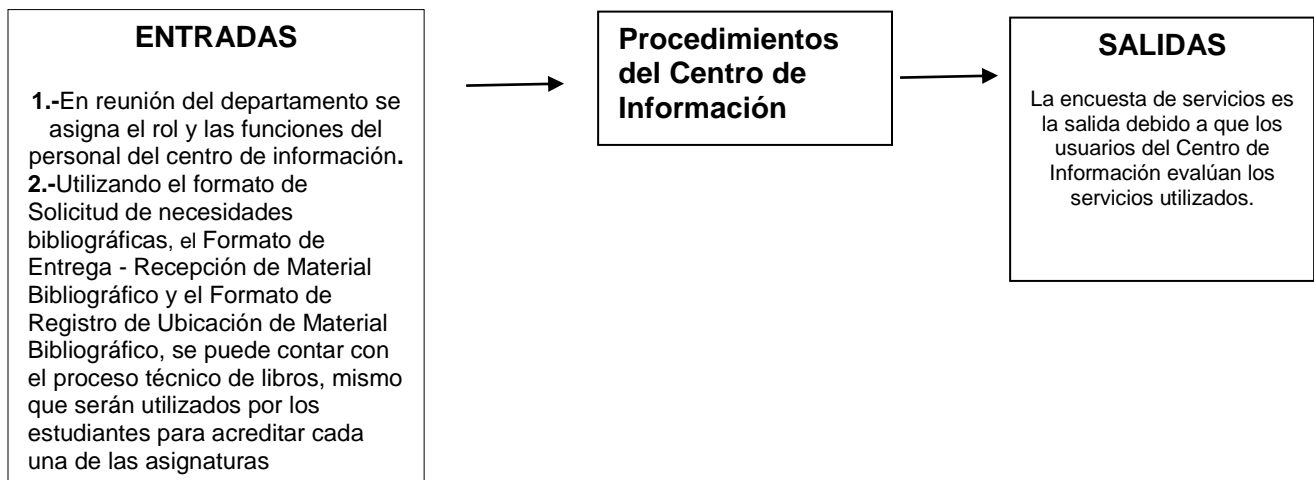 ENTRADAS
1.-En reunión del departamento se
asigna el rol y las funciones del
personal del centro de información.
2.-Utilizando el formato de
Solicitud de necesidades
bibliográficas, el Formato de
Entrega - Recepción de Material
Bibliográfico y el Formato de
Registro de Ubicación de Material
Bibliográfico, se puede contar con
el proceso técnico de libros, mismo
que serán utilizados por los
estudiantes para acreditar cada
una de las asignaturas
Procedimientos
del Centro de
Información
SALIDAS
La encuesta de servicios es
la salida debido a que los
usuarios del Centro de
Información evalúan los
servicios utilizados.